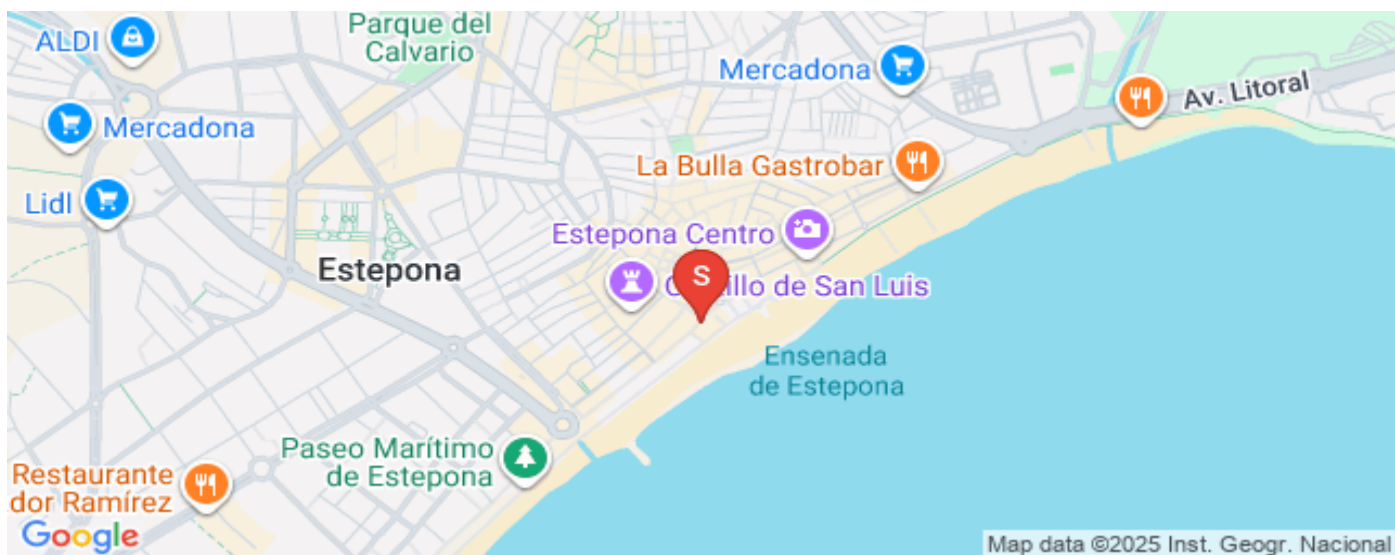 Parque del
Calvario
ALDI
Mercadona
Mercadona
Av. Litoral
La Bulla Gastrobar
Lidl
Estepona Centro
Estepona
S
tillo de San Luis
Ensenada
de Estepona
Paseo Marítimo
de Estepona
Restaurante
dor Ramírez
Google
Map data ©2025 Inst. Geogr. Nacional